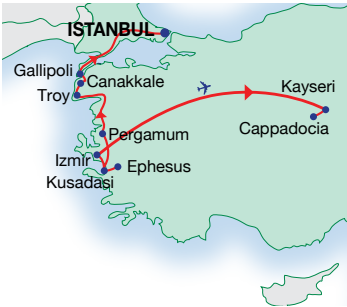 ISTANBUL
Gallipoli
Canakkale
Troy
Kayseri
Cappadocia
Pergamum
Izmir
Ephesus
Kusadasi